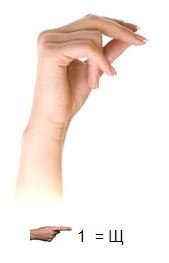 1 = Щ